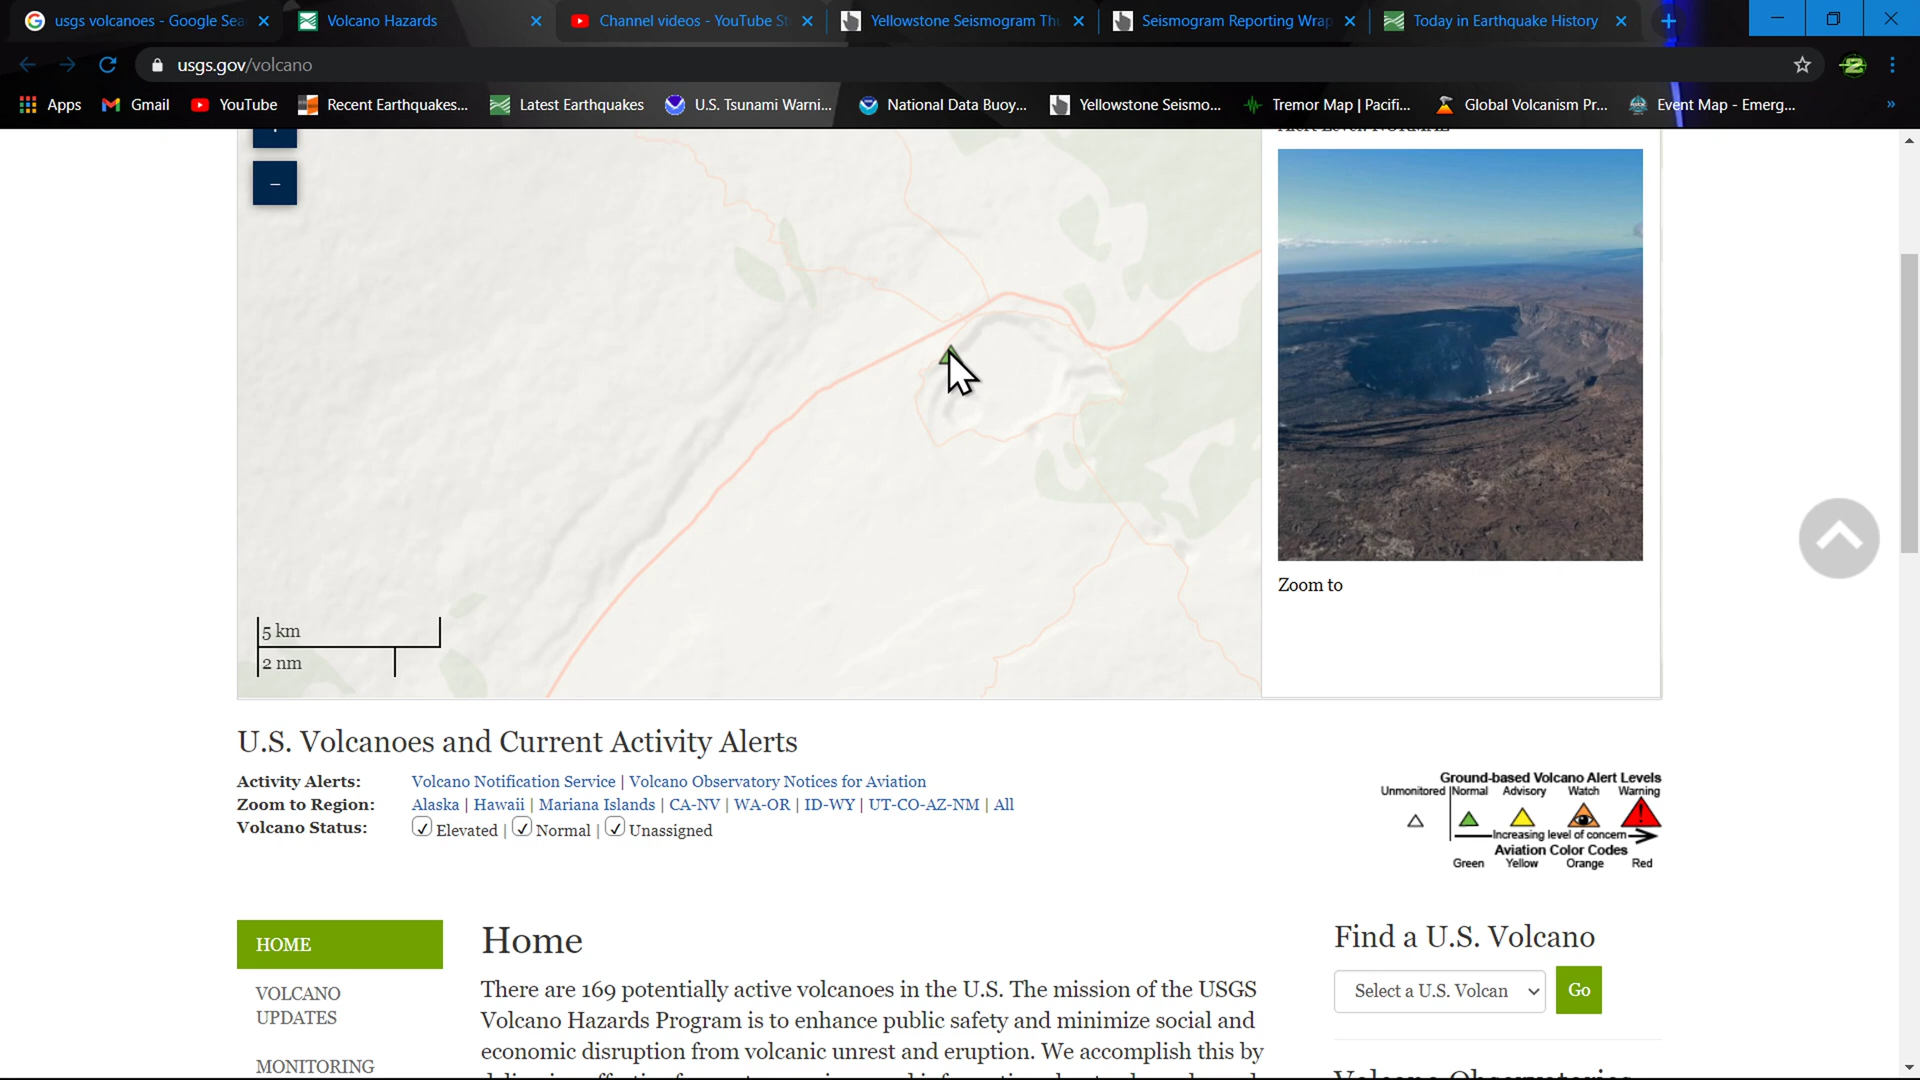 usgs volcanoes - Google Sea
Volcano Hazards
Channel videos - YouTube St
Yellowstone Seismogram Thu
Seismogram Reporting Wrap
Today in Earthquake History
usgs.gov/volcano
Apps
Gmail
YouTube
Recent Earthquakes...
Latest Earthquakes
U.S. Tsunami Warni...
National Data Buoy...
Yellowstone Seismo...
Tremor Map | Pacifi...
Global Volcanism Pr...
Event Map - Emerg...
»
Alert Level: NORMAL
−
5 km
2 nm
Zoom to
U.S. Volcanoes and Current Activity Alerts
Activity Alerts: Volcano Notification Service | Volcano Observatory Notices for Aviation
Zoom to Region: Alaska | Hawaii | Mariana Islands | CA-NV | WA-OR | ID-WY | UT-CO-AZ-NM | All
Volcano Status: Elevated | Normal | Unassigned
Ground-based Volcano Alert Levels
Unmonitored Normal Advisory Watch Warning
Increasing level of concern
Aviation Color Codes
Green Yellow Orange Red
HOME
VOLCANO
UPDATES
MONITORING
Home
There are 169 potentially active volcanoes in the U.S. The mission of the USGS
Volcano Hazards Program is to enhance public safety and minimize social and
economic disruption from volcanic unrest and eruption. We accomplish this by
Find a U.S. Volcano
Select a U.S. Volcan
Go
Volcano Observatories